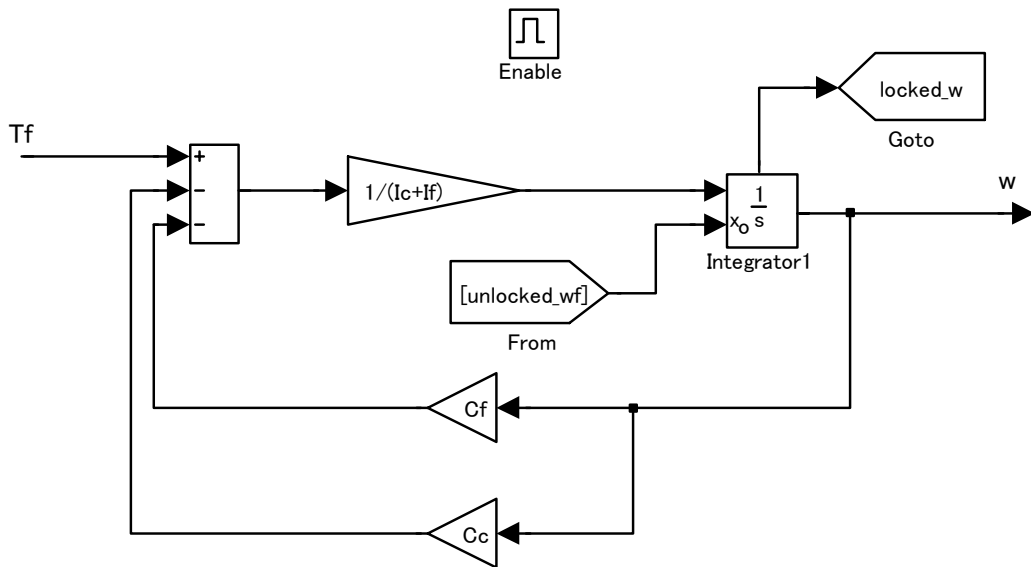 Enable
locked_w
Goto
Tf
+
−
−
1/(Ic+If)
1
s
xo
Integrator1
w
[unlocked_wf]
From
Cf
Cc